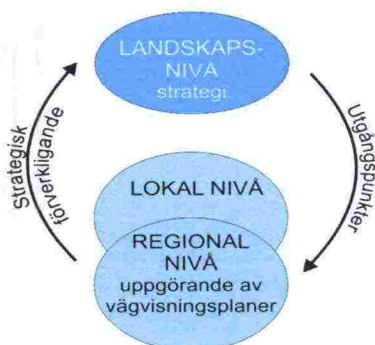 LANDSKAPS-
NIVÅ
strategi
Strategisk
förverkligande
Utgångspunkter
LOKAL NIVÅ
REGIONAL
NIVÅ
uppgörande av
vägvisningsplaner